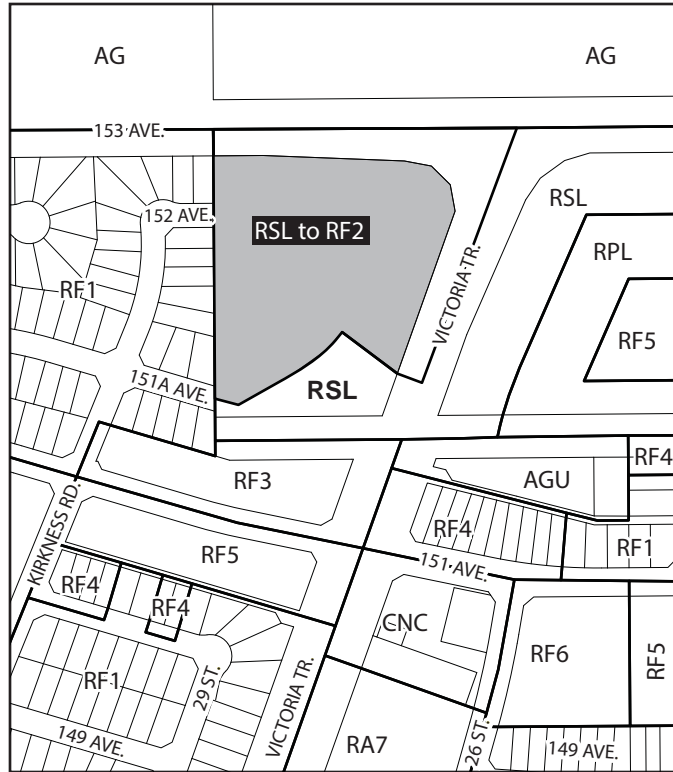 AG
AG
153 AVE.
152 AVE.
RSL
RSL to RF2
RPL
VICTORIA TR.
RF1
RF5
151A AVE.
RSL
RF4
RF3
AGU
KIRKNESS RD.
RF4
RF1
RF5
151 AVE.
RF4
RF4
CNC
RF6
RF5
RF1
29 ST.
VICTORIA TR.
149 AVE.
RA7
26 ST.
149 AVE.